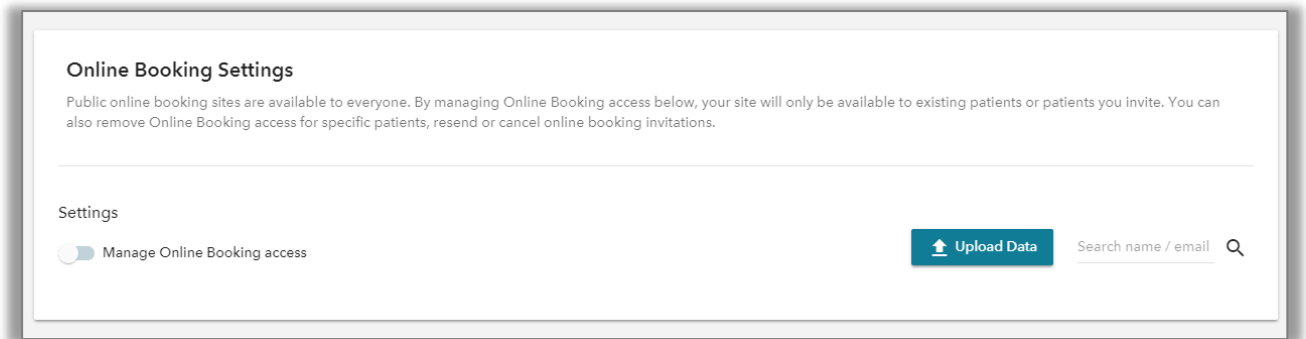 Online Booking Settings
Public online booking sites are available to everyone. By managing Online Booking access below, your site will only be available to existing patients or patients you invite. You can
also remove Online Booking access for specific patients, resend or cancel online booking invitations.
Settings
Manage Online Booking access
Upload Data
Search name / email